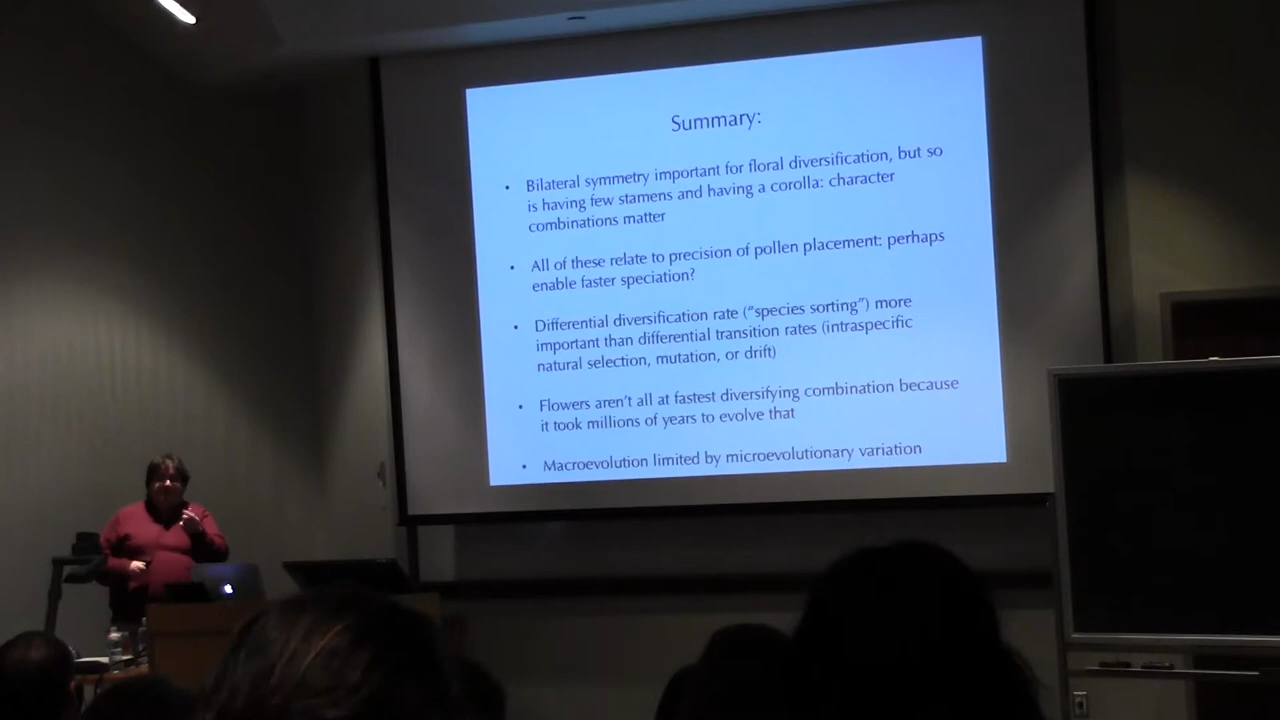 Summary:
• Bilateral symmetry important for floral diversification, but so
is having few stamens and having a corolla: character
combinations matter
• All of these relate to precision of pollen placement: perhaps
enable faster speciation?
• Differential diversification rate (“species sorting”) more
important than differential transition rates (intraspecific
natural selection, mutation, or drift)
• Flowers aren’t all at fastest diversifying combination because
it took millions of years to evolve that
• Macroevolution limited by microevolutionary variation